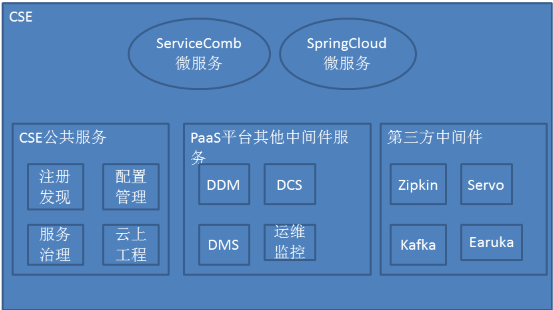 CSE
ServiceComb
微服务
SpringCloud
微服务
CSE公共服务
注册
发现
配置
管理
服务
治理
云上
工程
PaaS平台其他中间件服
务
DDM
DCS
DMS
运维
监控
第三方中间件
Zipkin
Servo
Kafka
Earuka